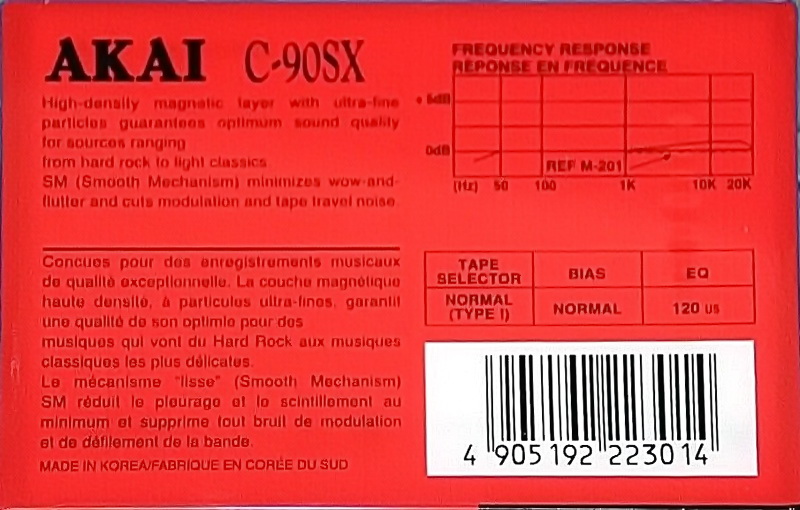 AKAI C-90SX
High-density magnetic layer with ultra-fine
particles guarantees optimum sound quality
for sources ranging
from hard rock to light classics
SM (Smooth Mechanism) minimizes wow-and-
flutter and cuts modulation and tape travel noise.
Concues pour des enregistrements musicaux
de qualité exceptionnelle. La couche magnétique
haute densité, à particules ultra-fines, garantit
une qualité de son optimle pour des
musiques qui vont du Hard Rock aux musiques
classiques les plus délicates.
Le mécanisme "lisse" (Smooth Mechanism)
SM réduit le pleurage et le scintillement au
minimum et supprime tout bruit de modulation
et de défilement de la bande.
MADE IN KOREA/FABRIQUE EN CORÉE DU SUD
FREQUENCY RESPONSE
RÉPONSE EN FRÉQUENCE
+ 5dB
0dB
REF M-201
(Hz) 50 100 1K 10K 20K
TAPE SELECTOR BIAS EQ
NORMAL (TYPE I) NORMAL 120 us
4 905192 223014